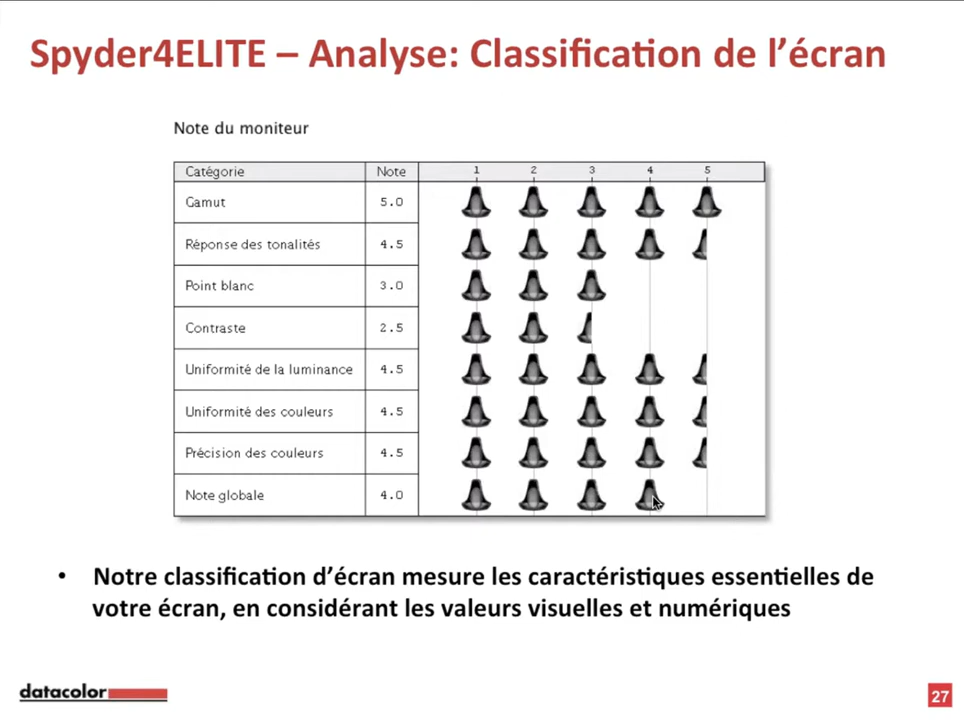 Spyder4ELITE – Analyse: Classification de l’écran
Note du moniteur
Catégorie Note 1 2 3 4 5
Gamut 5.0
Réponse des tonalités 4.5
Point blanc 3.0
Contraste 2.5
Uniformité de la luminance 4.5
Uniformité des couleurs 4.5
Précision des couleurs 4.5
Note globale 4.0
• Notre classification d’écran mesure les caractéristiques essentielles de
votre écran, en considérant les valeurs visuelles et numériques
datacolor
27